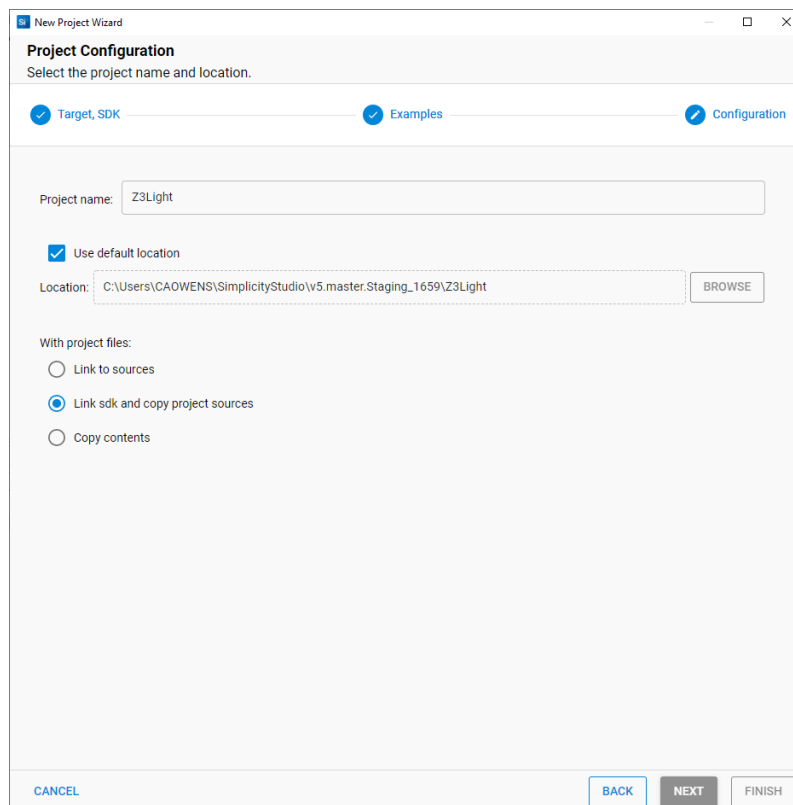 Si New Project Wizard
Project Configuration
Select the project name and location.
Target, SDK Examples Configuration
Project name: Z3Light
Use default location
Location: C:\Users\CAOWENS\SimplicityStudio\v5.master.Staging_1659\Z3Light BROWSE
With project files:
Link to sources
Link sdk and copy project sources
Copy contents
CANCEL BACK NEXT FINISH